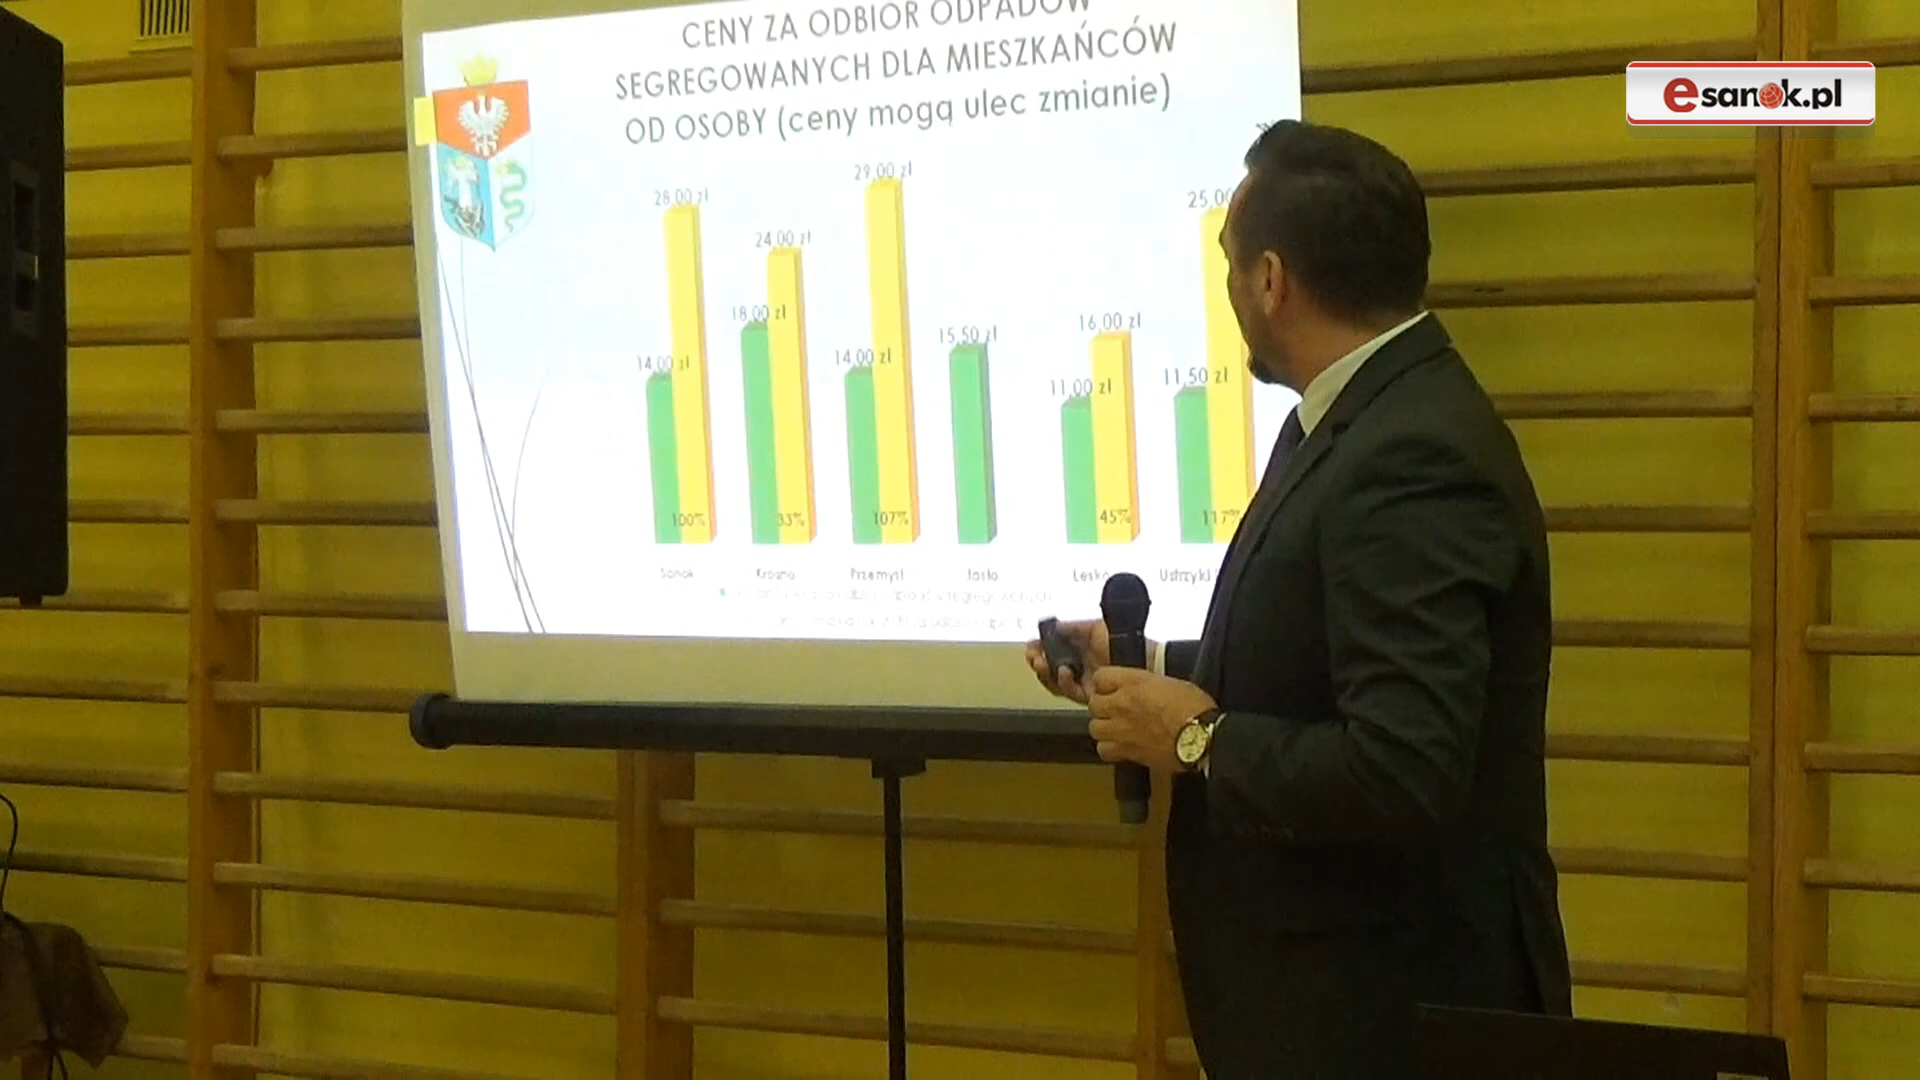 CENY ZA ODBIÓR ODPADÓW
SEGREGOWANYCH DLA MIESZKAŃCÓW
OD OSOBY (ceny mogą ulec zmianie)
esanok.pl
28,00 zł
24,00 zł
29,00 zł
25,00
18,00 zł
14,00 zł
14,00 zł
15,50 zł
16,00 zł
11,00 zł
11,50 zł
100%
33%
107%
45%
117%
Sanok
Krosno
Przemyśl
Jasło
Lesko
Ustrzyki